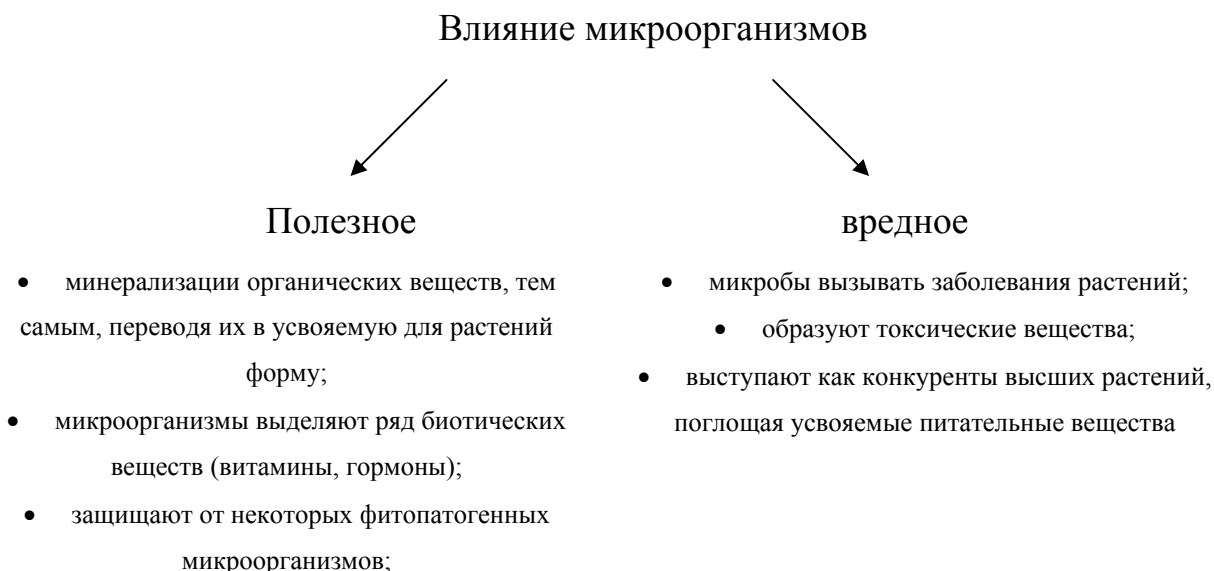 Влияние микроорганизмов
Полезное
• минерализации органических веществ, тем
самым, переводя их в усвояемую для растений
форму;
• микроорганизмы выделяют ряд биотических
веществ (витамины, гормоны);
• защищают от некоторых фитопатогенных
микроорганизмов;
вредное
• микробы вызывать заболевания растений;
• образуют токсические вещества;
• выступают как конкуренты высших растений,
поглощая усвояемые питательные вещества